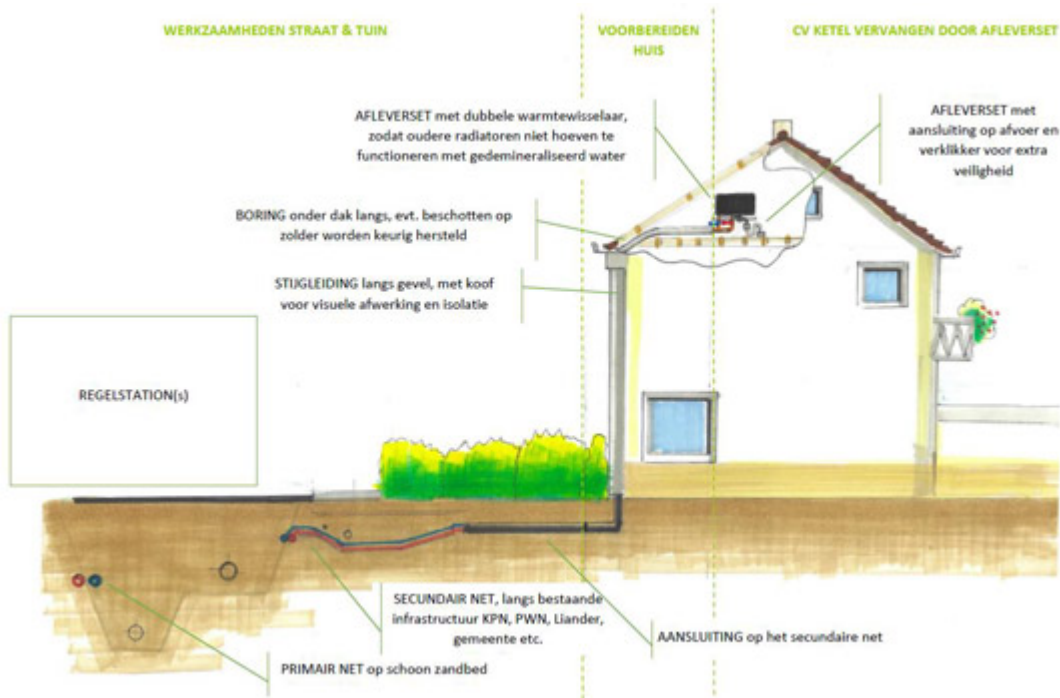 WERKZAAMHEDEN STRAAT & TUIN
VOORBEREIDEN
HUIS
CV KETEL VERVANGEN DOOR AFLEVERSET
AFLEVERSET met dubbele warmtewisselaar,
zodat oudere radiatoren niet hoeven te
functioneren met gedemineraliseerd water
AFLEVERSET met
aansluiting op afvoer en
verklikker voor extra
veiligheid
BORING onder dak langs, evt. beschotten op
zolder worden keurig hersteld
STIJGLEIDING langs gevel, met koof
voor visuele afwerking en isolatie
REGELSTATION(s)
SECUNDAIR NET, langs bestaande
infrastructuur KPN, PWN, Liander,
gemeente etc.
AANSLUITING op het secundaire net
PRIMAIR NET op schoon zandbed